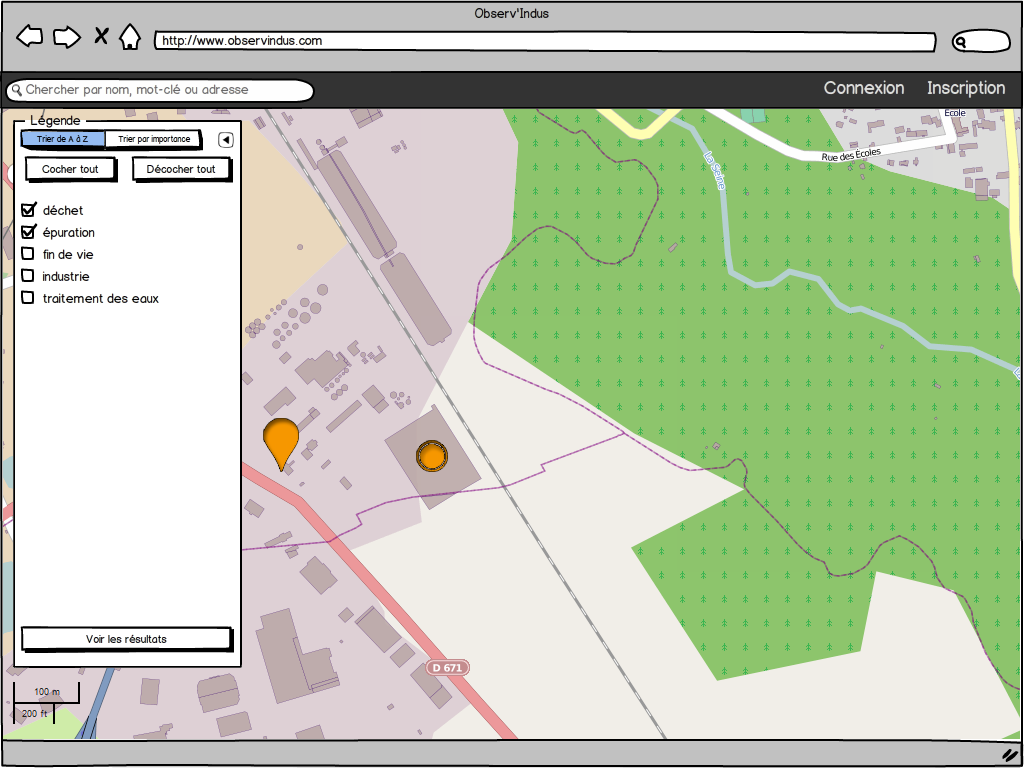 Observ'Indus
http://www.observindus.com
Chercher par nom, mot-clé ou adresse
Connexion
Inscription
Légende
Trier de A à Z
Trier par importance
Cocher tout
Décocher tout
déchet
épuration
fin de vie
industrie
traitement des eaux
Voir les résultats
École
Rue des Écoles
La Seine
D 671
100 m
200 ft